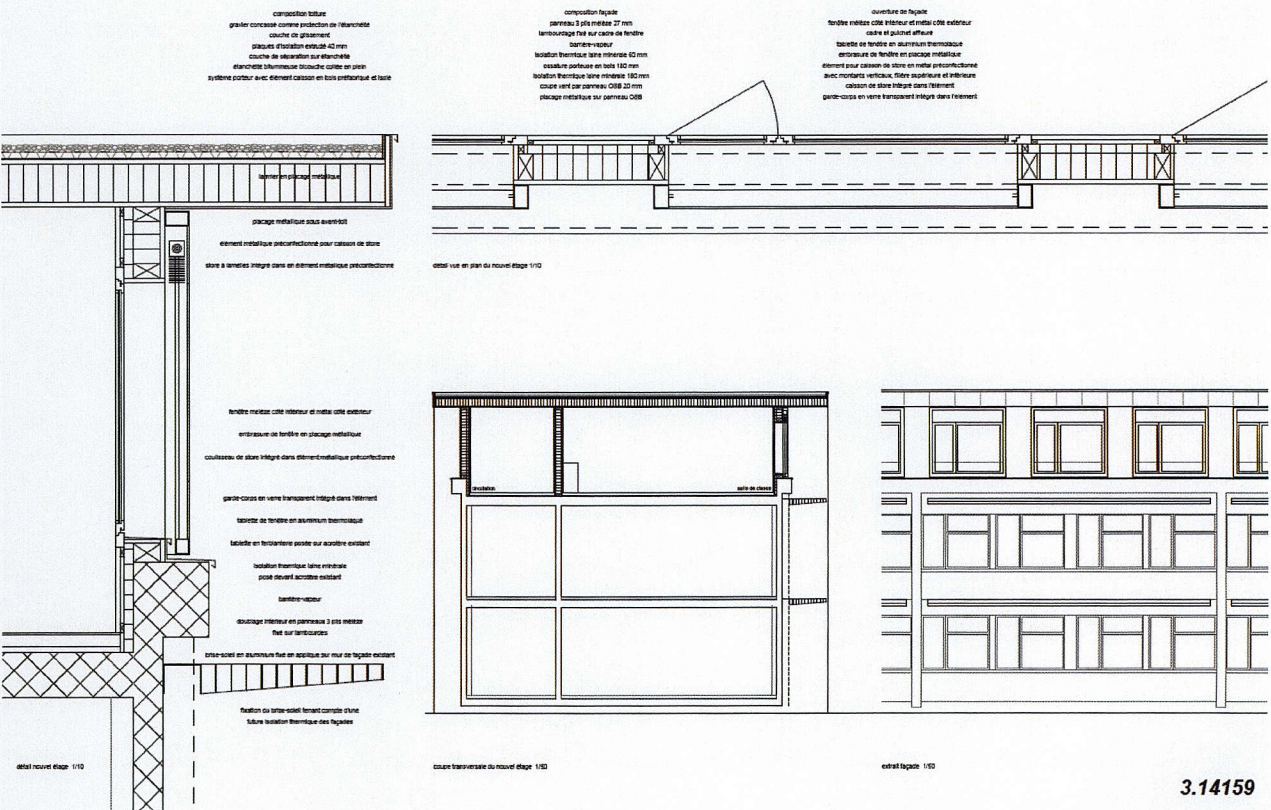 composition toiture
gravier concassé comme protection de l'étanchéité
couche de glissement
plaques d'isolation extrudé 40 mm
couche de séparation sur étanchéité
étanchéité bitumineuse bicouche collée en plein
système porteur avec élément caisson en bois préfabriqué et isolé
composition façade
panneau 3 plis mélèze 27 mm
lambourdage fixé sur cadre de fenêtre
barrière-vapeur
isolation thermique laine minérale 60 mm
ossature porteuse en bois 180 mm
isolation thermique laine minérale 180 mm
coupe vent par panneau OSB 20 mm
placage métallique sur panneau OSB
ouverture de façade
fenêtre mélèze côté intérieur et métal côté extérieur
cadre et guichet affleuré
tablette de fenêtre en aluminium thermolaqué
embrasure de fenêtre en placage métallique
élément pour caisson de store en métal préconfectionné
avec montants verticaux, filière supérieure et inférieure
caisson de store intégré dans l'élément
garde-corps en verre transparent intégré dans l'élément
larmier en placage métallique
placage métallique sous avant-toit
élément métallique préconfectionné pour caisson de store
store à lamelles intégré dans en élément métallique préconfectionné
détail vue en plan du nouvel étage 1/10
fenêtre mélèze côté intérieur et métal côté extérieur
embrasure de fenêtre en placage métallique
coulisseau de store intégré dans élément métallique préconfectionné
garde-corps en verre transparent intégré dans l'élément
tablette de fenêtre en aluminium thermolaqué
tablette en ferblanterie posée sur acrotère existant
isolation thermique laine minérale
posé devant acrotère existant
barrière-vapeur
doublage intérieur en panneaux 3 plis mélèze
fixé sur lambourdes
brise-soleil en aluminium fixé en applique sur mur de façade existant
fixation du brise-soleil tenant compte d'une
future isolation thermique des façades
circulation
salle de classe
détail nouvel étage 1/10
coupe transversale du nouvel étage 1/50
extrait façade 1/50
3.14159